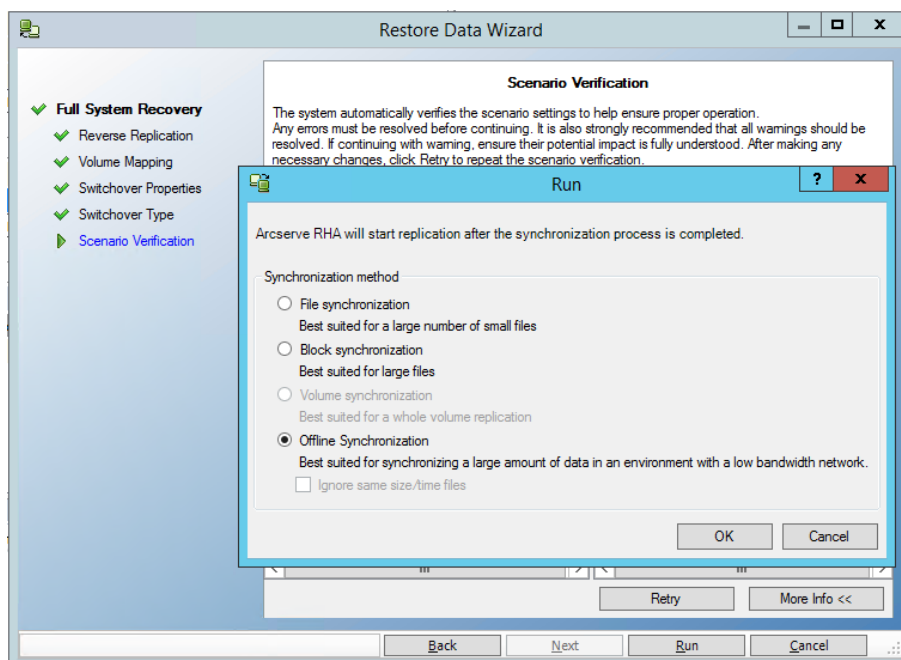 Restore Data Wizard
Full System Recovery
Reverse Replication
Volume Mapping
Switchover Properties
Switchover Type
Scenario Verification
Scenario Verification
The system automatically verifies the scenario settings to help ensure proper operation.
Any errors must be resolved before continuing. It is also strongly recommended that all warnings should be
resolved. If continuing with warning, ensure their potential impact is fully understood. After making any
necessary changes, click Retry to repeat the scenario verification.
Run
?
Arcserve RHA will start replication after the synchronization process is completed.
Synchronization method
File synchronization
Best suited for a large number of small files
Block synchronization
Best suited for large files
Volume synchronization
Best suited for a whole volume replication
Offline Synchronization
Best suited for synchronizing a large amount of data in an environment with a low bandwidth network.
Ignore same size/time files
OK
Cancel
Retry
More Info <<
Back
Next
Run
Cancel